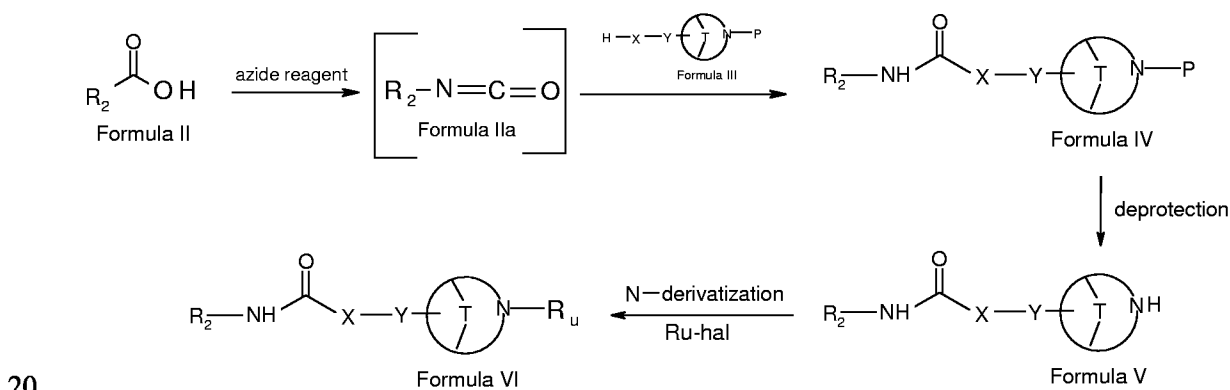 O
R2 OH
Formula II
azide reagent
R2—N=C=O
Formula IIa
H—X—Y T N—P
Formula III
O
R2—NH X—Y T N—P
Formula IV
deprotection
O
R2—NH X—Y T N—Ru
Formula VI
N—derivatization
Ru-hal
O
R2—NH X—Y T NH
Formula V
20